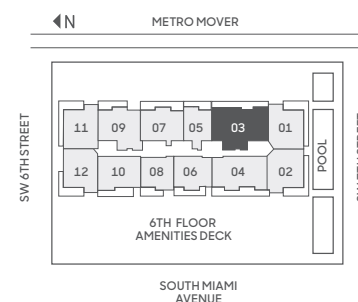 N
METRO MOVER
SW 6TH STREET
11 09 07 05 03 01
12 10 08 06 04 02
POOL
6TH FLOOR
AMENITIES DECK
SOUTH MIAMI
AVENUE